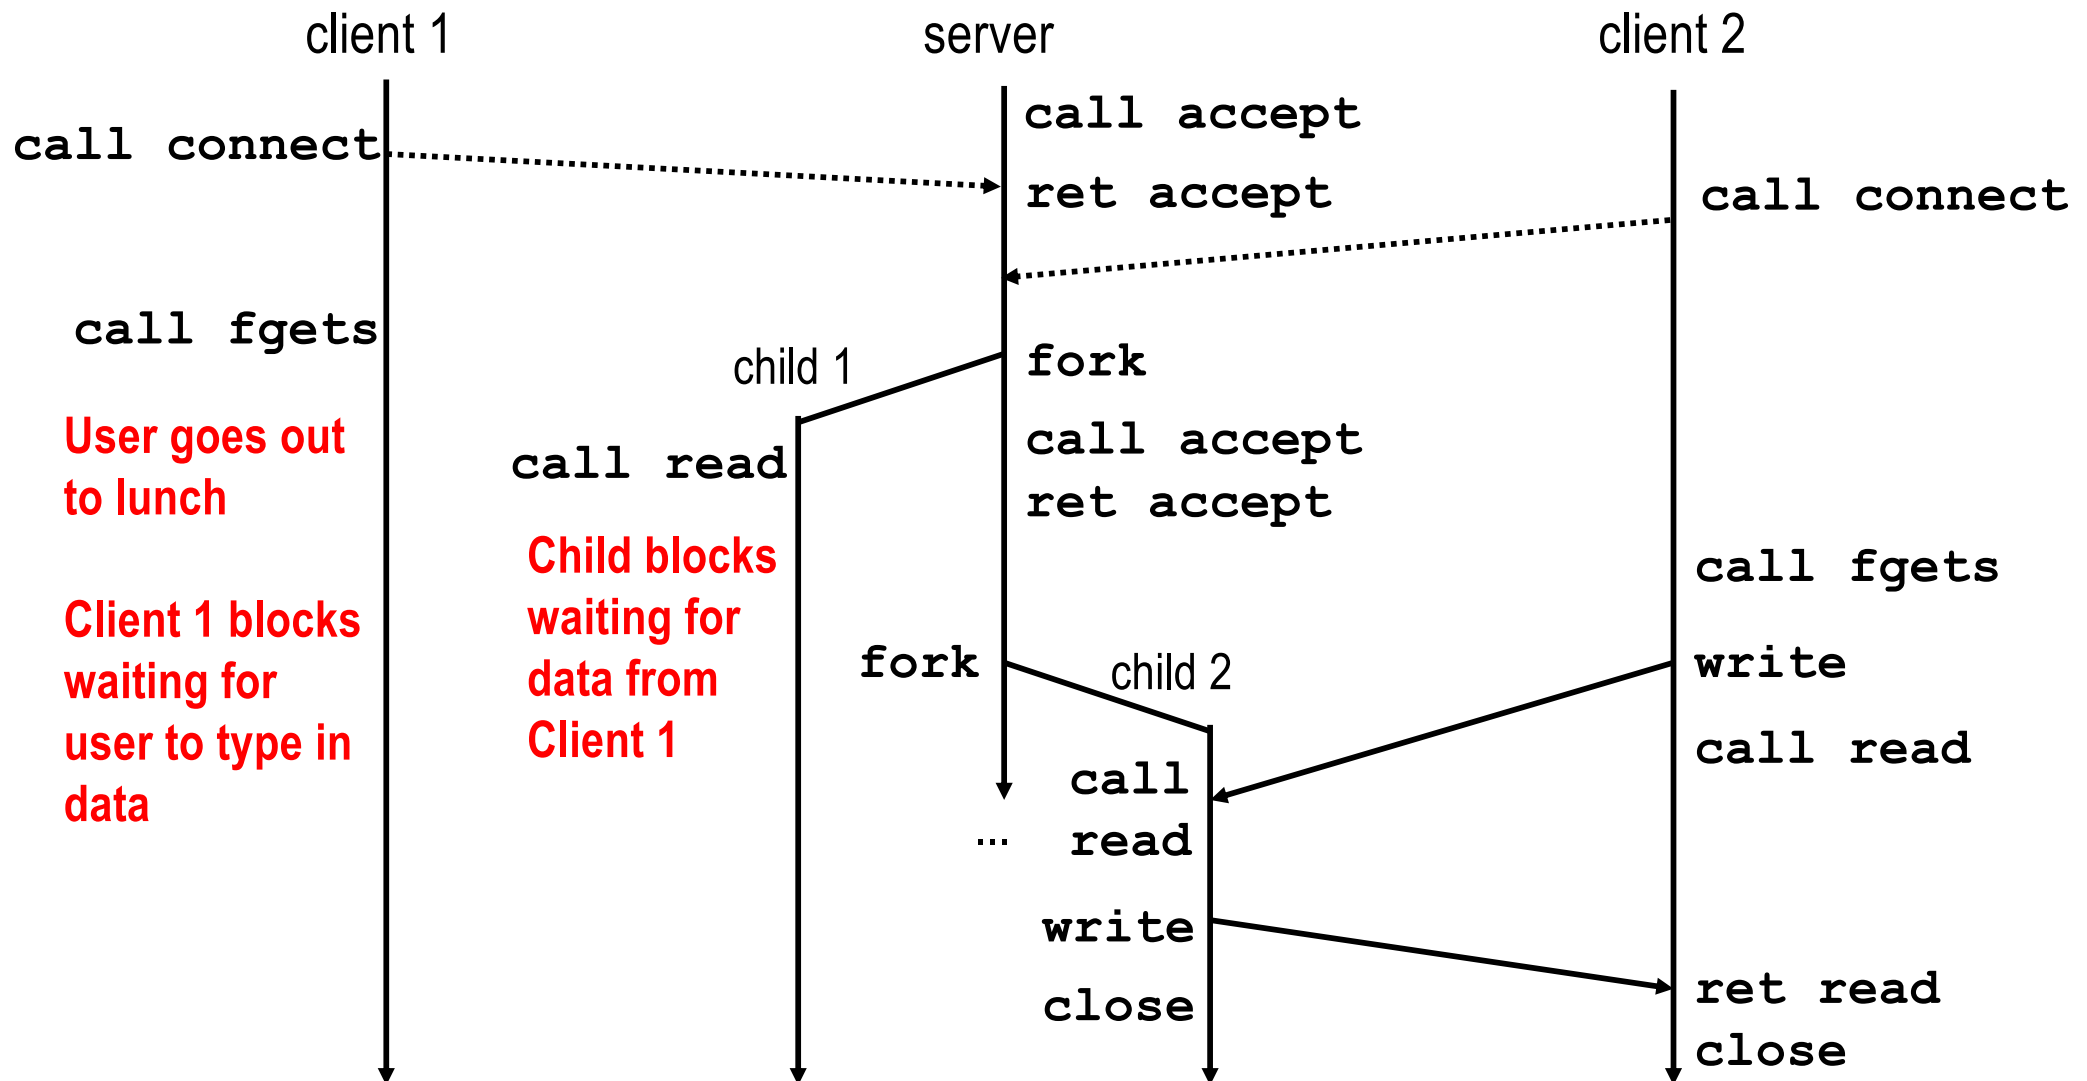 client 1
server
client 2
call connect
call accept
ret accept
call connect
call fgets
child 1
fork
User goes out
to lunch
call read
call accept
ret accept
Client 1 blocks
waiting for
user to type in
data
Child blocks
waiting for
data from
Client 1
call fgets
fork
child 2
write
call
read
call read
...
write
close
ret read
close